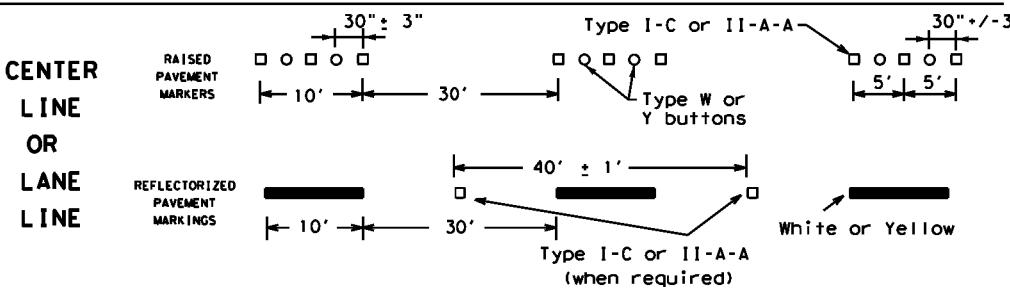 CENTER
LINE
OR
LANE
LINE
RAISED
PAVEMENT
MARKERS
30"± 3"
10'
30'
Type I-C or II-A-A
Type W or
Y buttons
30"+/-3
5'
5'
REFLECTORIZED
PAVEMENT
MARKINGS
40' ± 1'
10'
30'
Type I-C or II-A-A
(when required)
White or Yellow